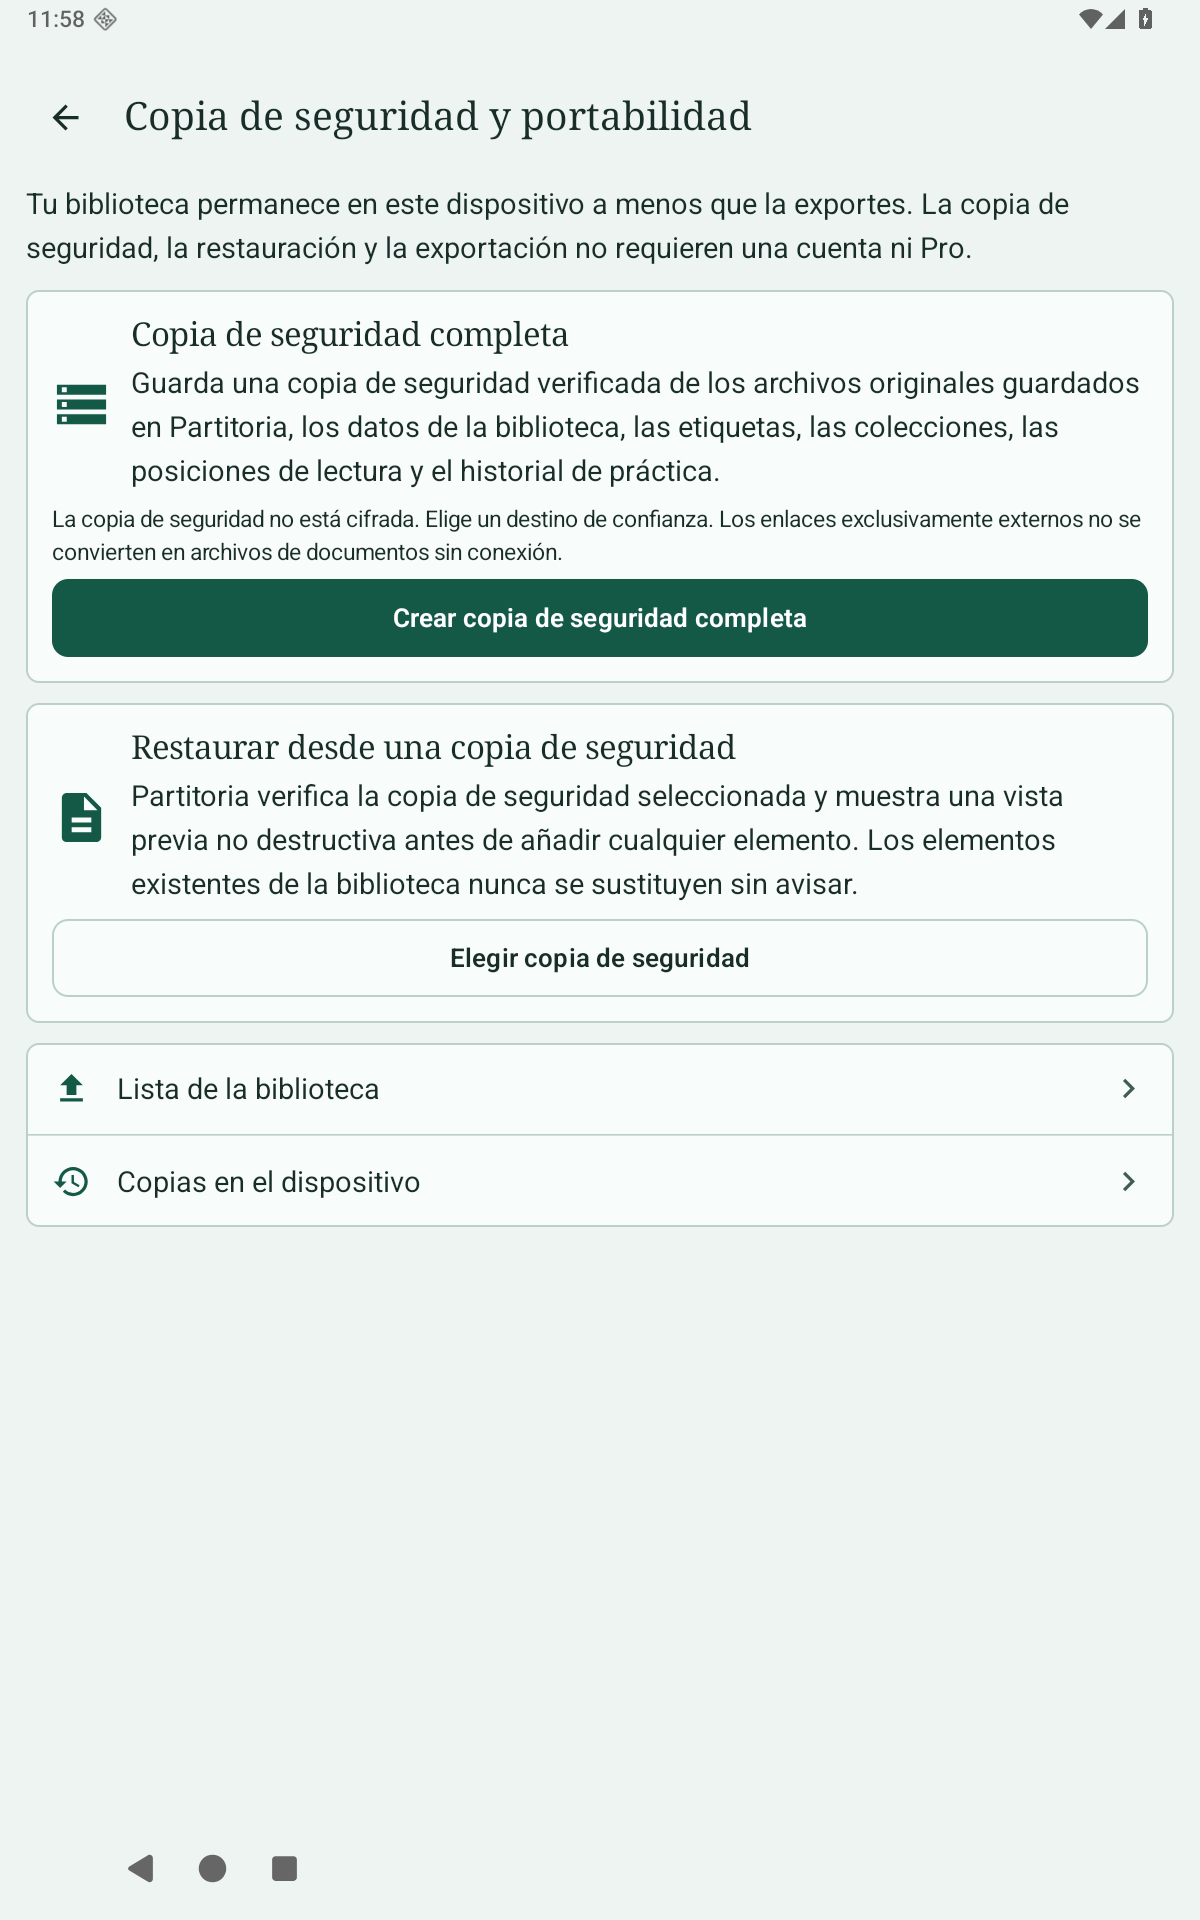 11:58
Copia de seguridad y portabilidad
Tu biblioteca permanece en este dispositivo a menos que la exportes. La copia de
seguridad, la restauración y la exportación no requieren una cuenta ni Pro.
Copia de seguridad completa
Guarda una copia de seguridad verificada de los archivos originales guardados
en Partitoria, los datos de la biblioteca, las etiquetas, las colecciones, las
posiciones de lectura y el historial de práctica.
La copia de seguridad no está cifrada. Elige un destino de confianza. Los enlaces exclusivamente externos no se
convierten en archivos de documentos sin conexión.
Crear copia de seguridad completa
Restaurar desde una copia de seguridad
Partitoria verifica la copia de seguridad seleccionada y muestra una vista
previa no destructiva antes de añadir cualquier elemento. Los elementos
existentes de la biblioteca nunca se sustituyen sin avisar.
Elegir copia de seguridad
Lista de la biblioteca
Copias en el dispositivo